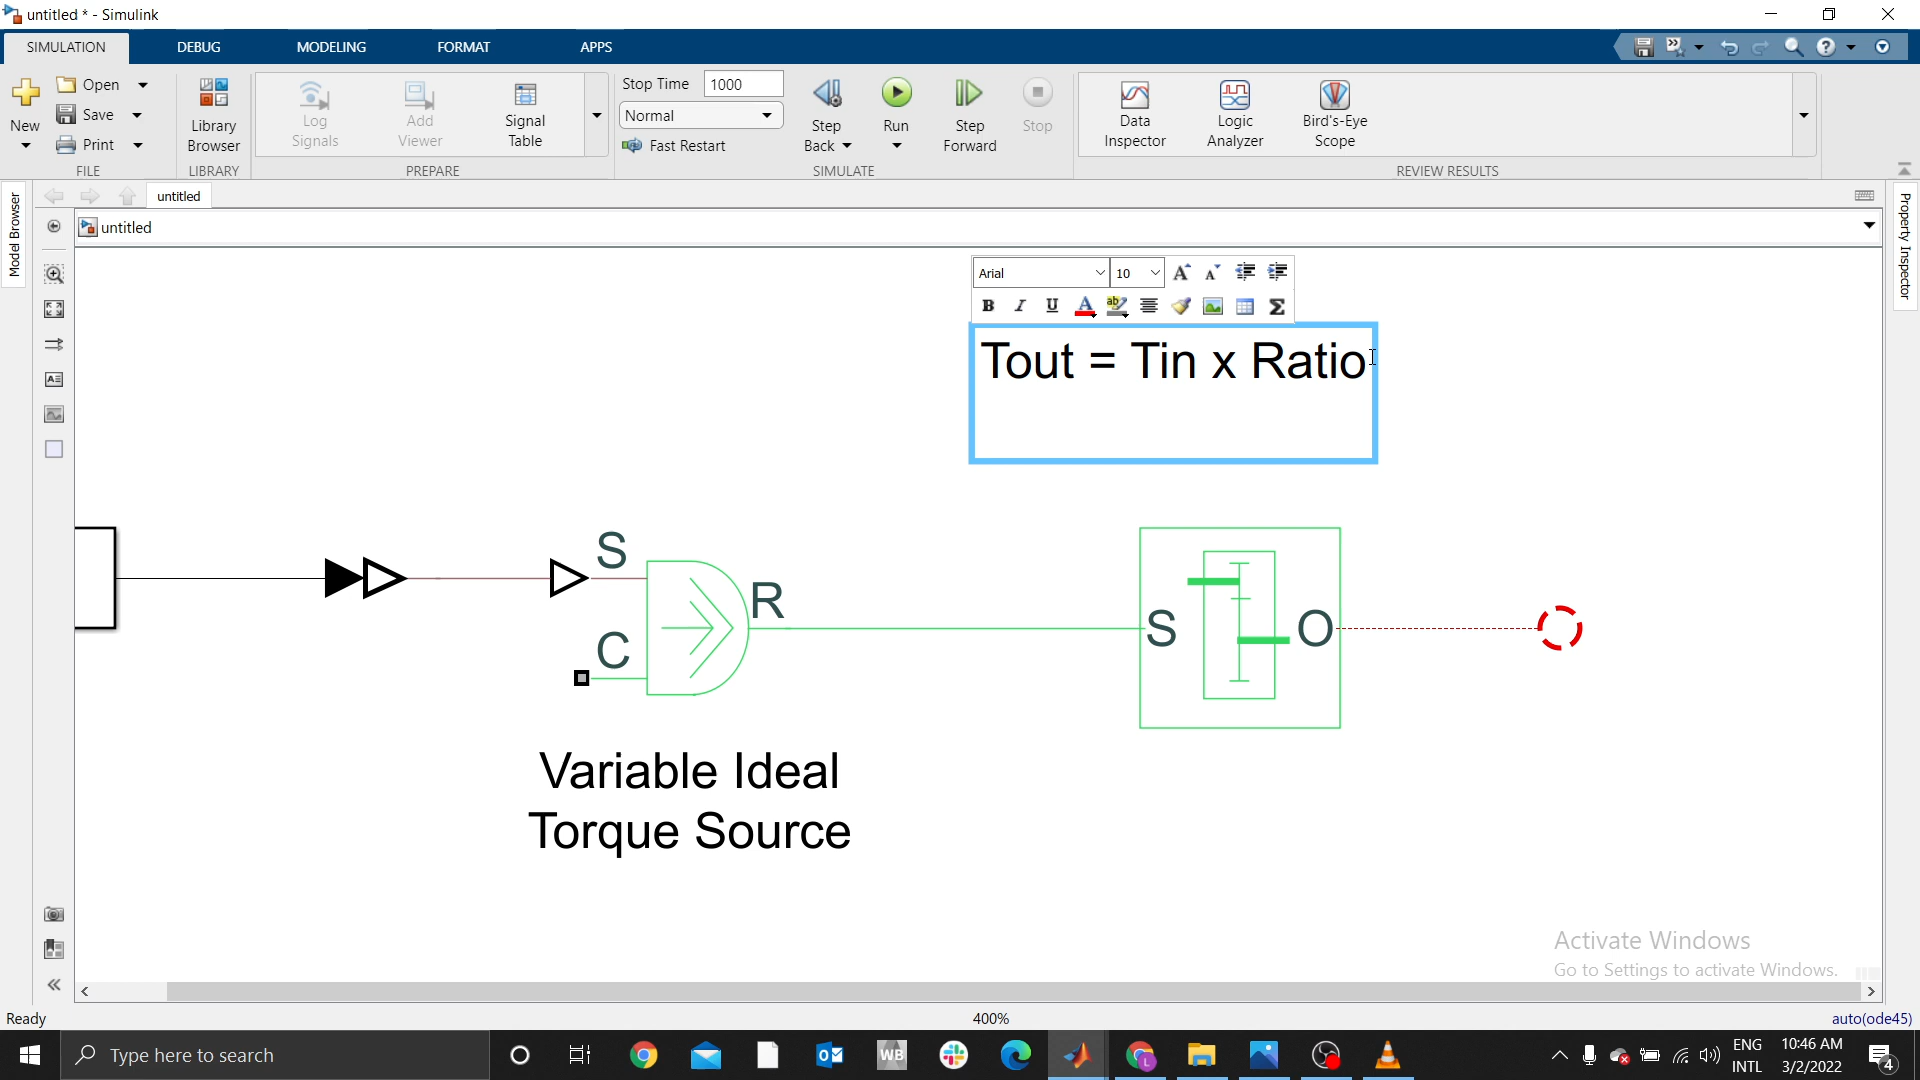 untitled * - Simulink
SIMULATION DEBUG MODELING FORMAT APPS
New
Open
Save
Print
FILE
Library
Browser
LIBRARY
Log
Signals
Add
Viewer
Signal
Table
PREPARE
Stop Time 1000
Normal
Fast Restart
Step
Back
Run
Step
Forward
Stop
SIMULATE
Data
Inspector
Logic
Analyzer
Bird's-Eye
Scope
REVIEW RESULTS
Model Browser
untitled
untitled
Property Inspector
Arial 10
Tout = Tin x Ratio
S
C
R
S O
Variable Ideal
Torque Source
Activate Windows
Go to Settings to activate Windows.
Ready 400% auto(ode45)
Type here to search
WB
L
ENG
INTL
10:46 AM
3/2/2022
4